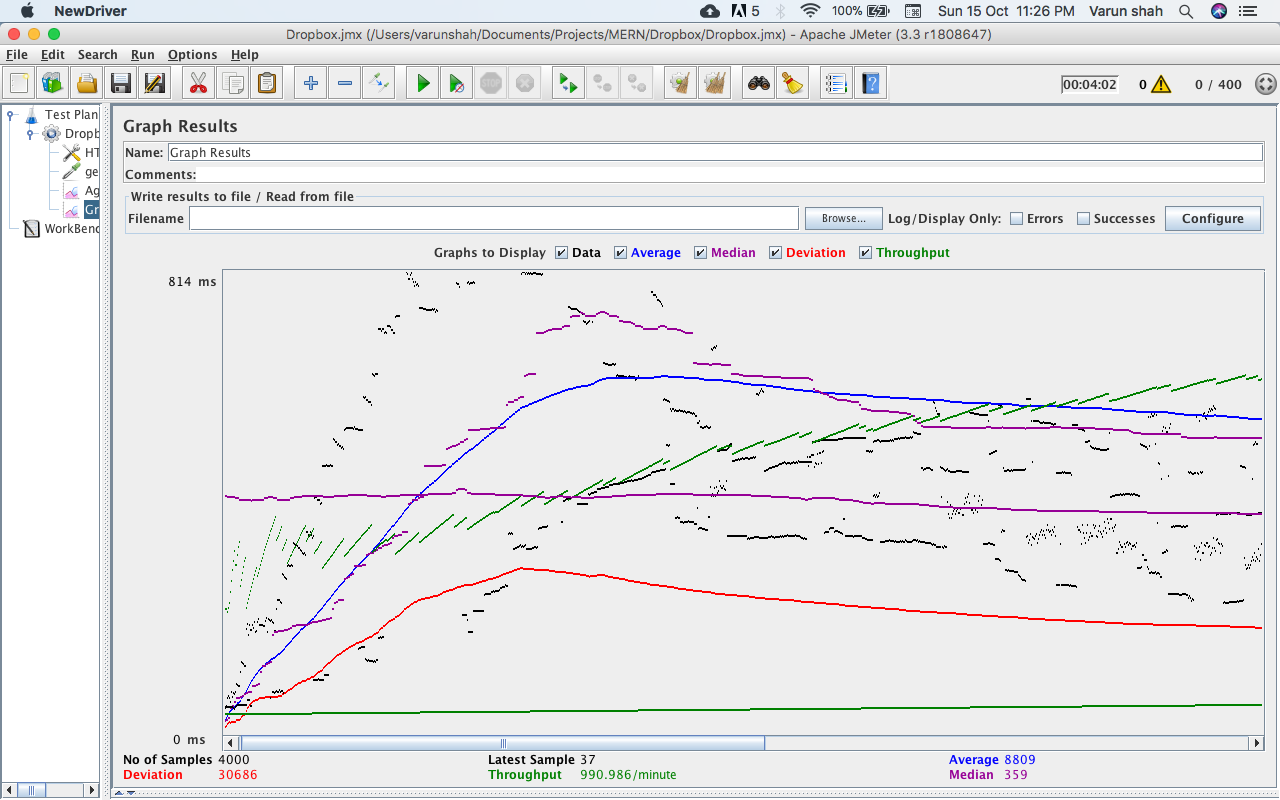 NewDriver 5 100% Sun 15 Oct 11:26 PM Varun shah
Dropbox.jmx (/Users/varunshah/Documents/Projects/MERN/Dropbox/Dropbox.jmx) - Apache JMeter (3.3 r1808647)
File Edit Search Run Options Help
00:04:02 0 0 / 400
Test Plan
Dropb
HT
ge
Ag
Gr
WorkBenc
Graph Results
Name: Graph Results
Comments:
Write results to file / Read from file
Filename Browse... Log/Display Only: Errors Successes Configure
Graphs to Display Data Average Median Deviation Throughput
814 ms
0 ms
No of Samples 4000 Latest Sample 37 Average 8809
Deviation 30686 Throughput 990.986/minute Median 359